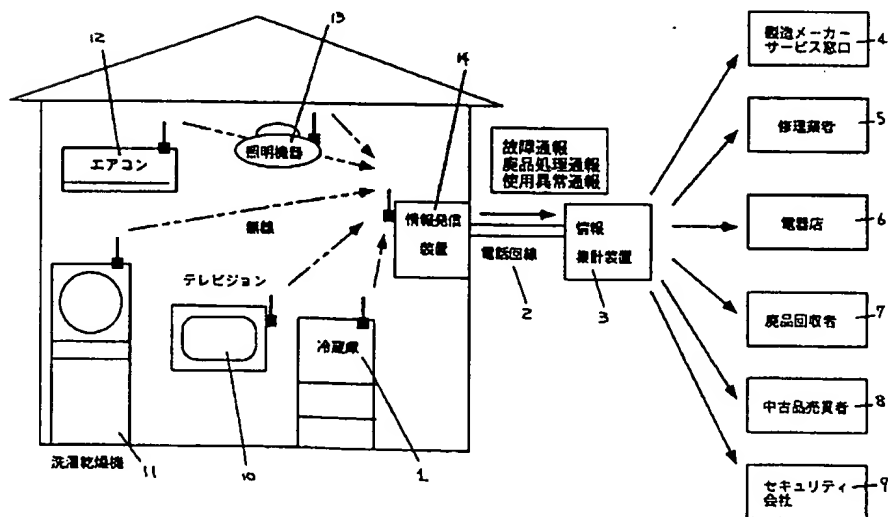 12
13
14
エアコン
照明機器
無線
テレビジョン
冷蔵庫
洗濯乾燥機
11
10
1
情報発信
装置
故障通報
廃品処理通報
使用異常通報
電話回線
2
情報
集計装置
3
製造メーカー
サービス窓口
4
修理業者
5
電器店
6
廃品回収者
7
中古品売買者
8
セキュリティ
会社
9